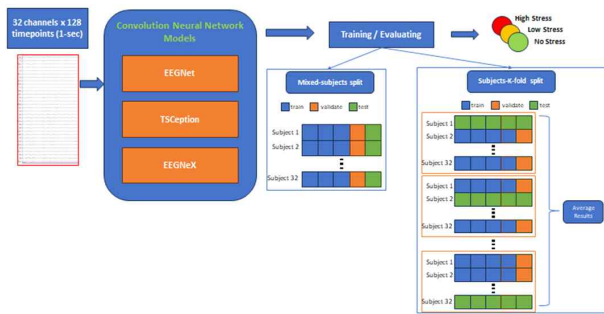 32 channels x 128
timepoints (1-sec)
Convolution Neural Network
Models
EEGNet
TSCeption
EEGNeX
Training / Evaluating
High Stress
Low Stress
No Stress
Mixed-subjects split
train
validate
test
Subject 1
Subject 2
Subject 32
Subjects-K-fold split
train
validate
test
Subject 1
Subject 2
Subject 32
Subject 1
Subject 2
Subject 32
Subject 1
Subject 2
Subject 32
Average
Results